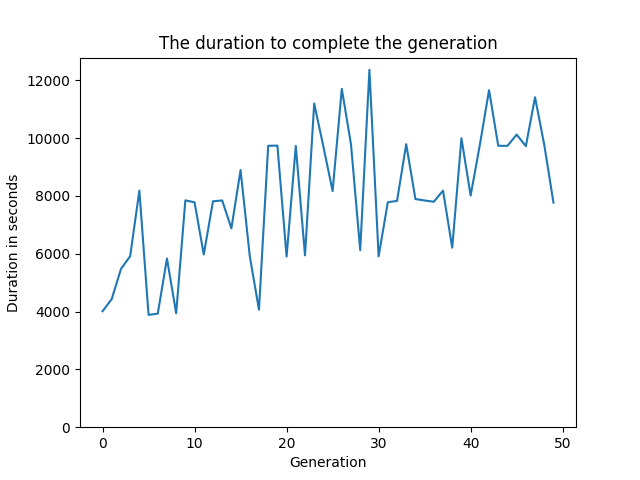 The duration to complete the generation
12000
10000
8000
6000
4000
2000
0
Duration in seconds
0 10 20 30 40 50
Generation